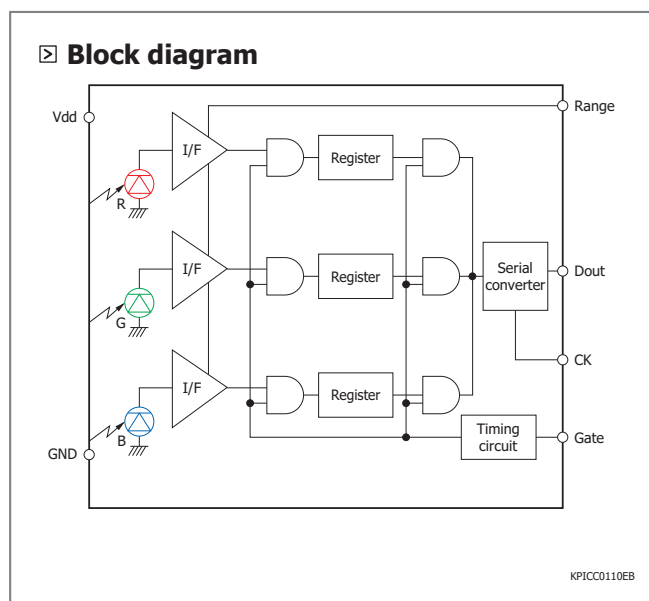 Block diagram
Vdd
Range
I/F
Register
R
I/F
Register
Serial
converter
Dout
G
CK
I/F
Register
B
GND
Timing
circuit
Gate
KPICC0110EB